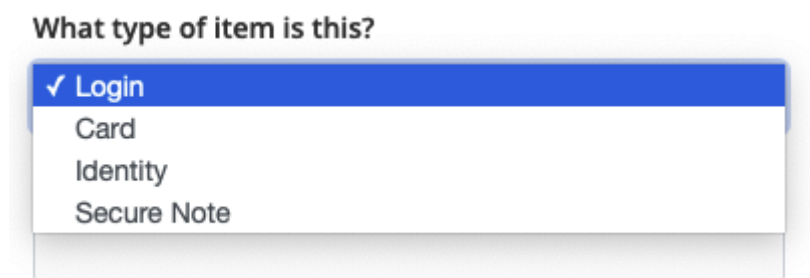 What type of item is this?
✓ Login
Card
Identity
Secure Note